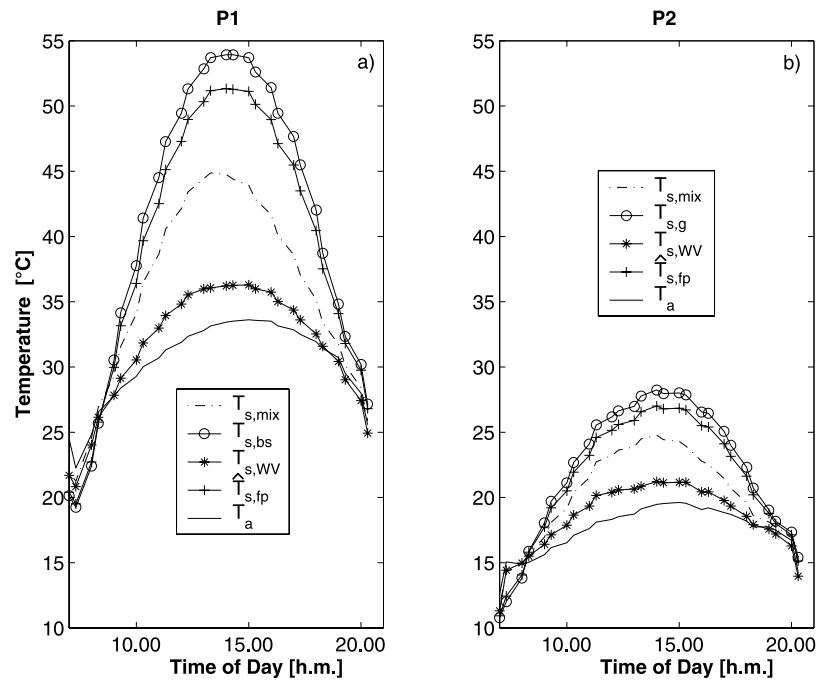 P1
P2
a)
b)
Temperature [°C]
55
50
45
40
35
30
25
20
15
10
10.00 15.00 20.00
Time of Day [h.m.]
T_s,mix
T_s,bs
T_s,WV
T̂_s,fp
T_a
55
50
45
40
35
30
25
20
15
10
10.00 15.00 20.00
Time of Day [h.m.]
T_s,mix
T_s,g
T_s,WV
T̂_s,fp
T_a